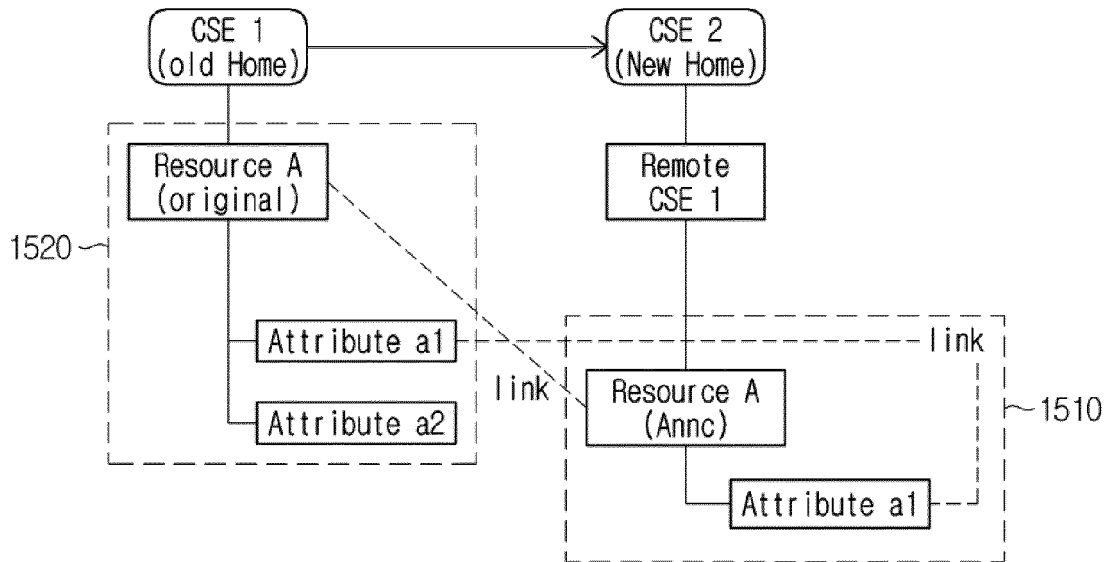 CSE 1
(old Home)
CSE 2
(New Home)
Resource A
(original)
Remote
CSE 1
1520
Attribute a1
link
link
Resource A
(Annc)
1510
Attribute a2
Attribute a1